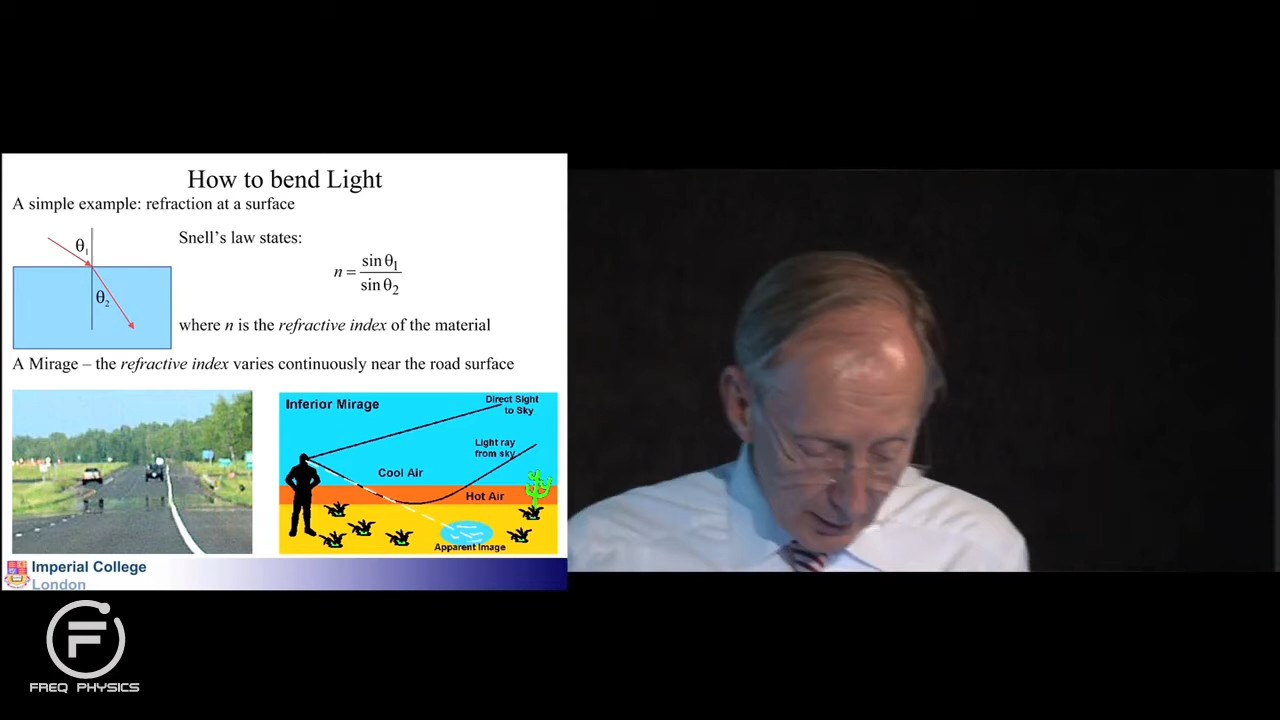 How to bend Light
A simple example: refraction at a surface
θ1
θ2
Snell's law states:
n = sin θ1 / sin θ2
where n is the refractive index of the material
A Mirage – the refractive index varies continuously near the road surface
Inferior Mirage
Direct Sight
to Sky
Light ray
from sky
Cool Air
Hot Air
Apparent Image
Imperial College
London
F
FREQ PHYSICS